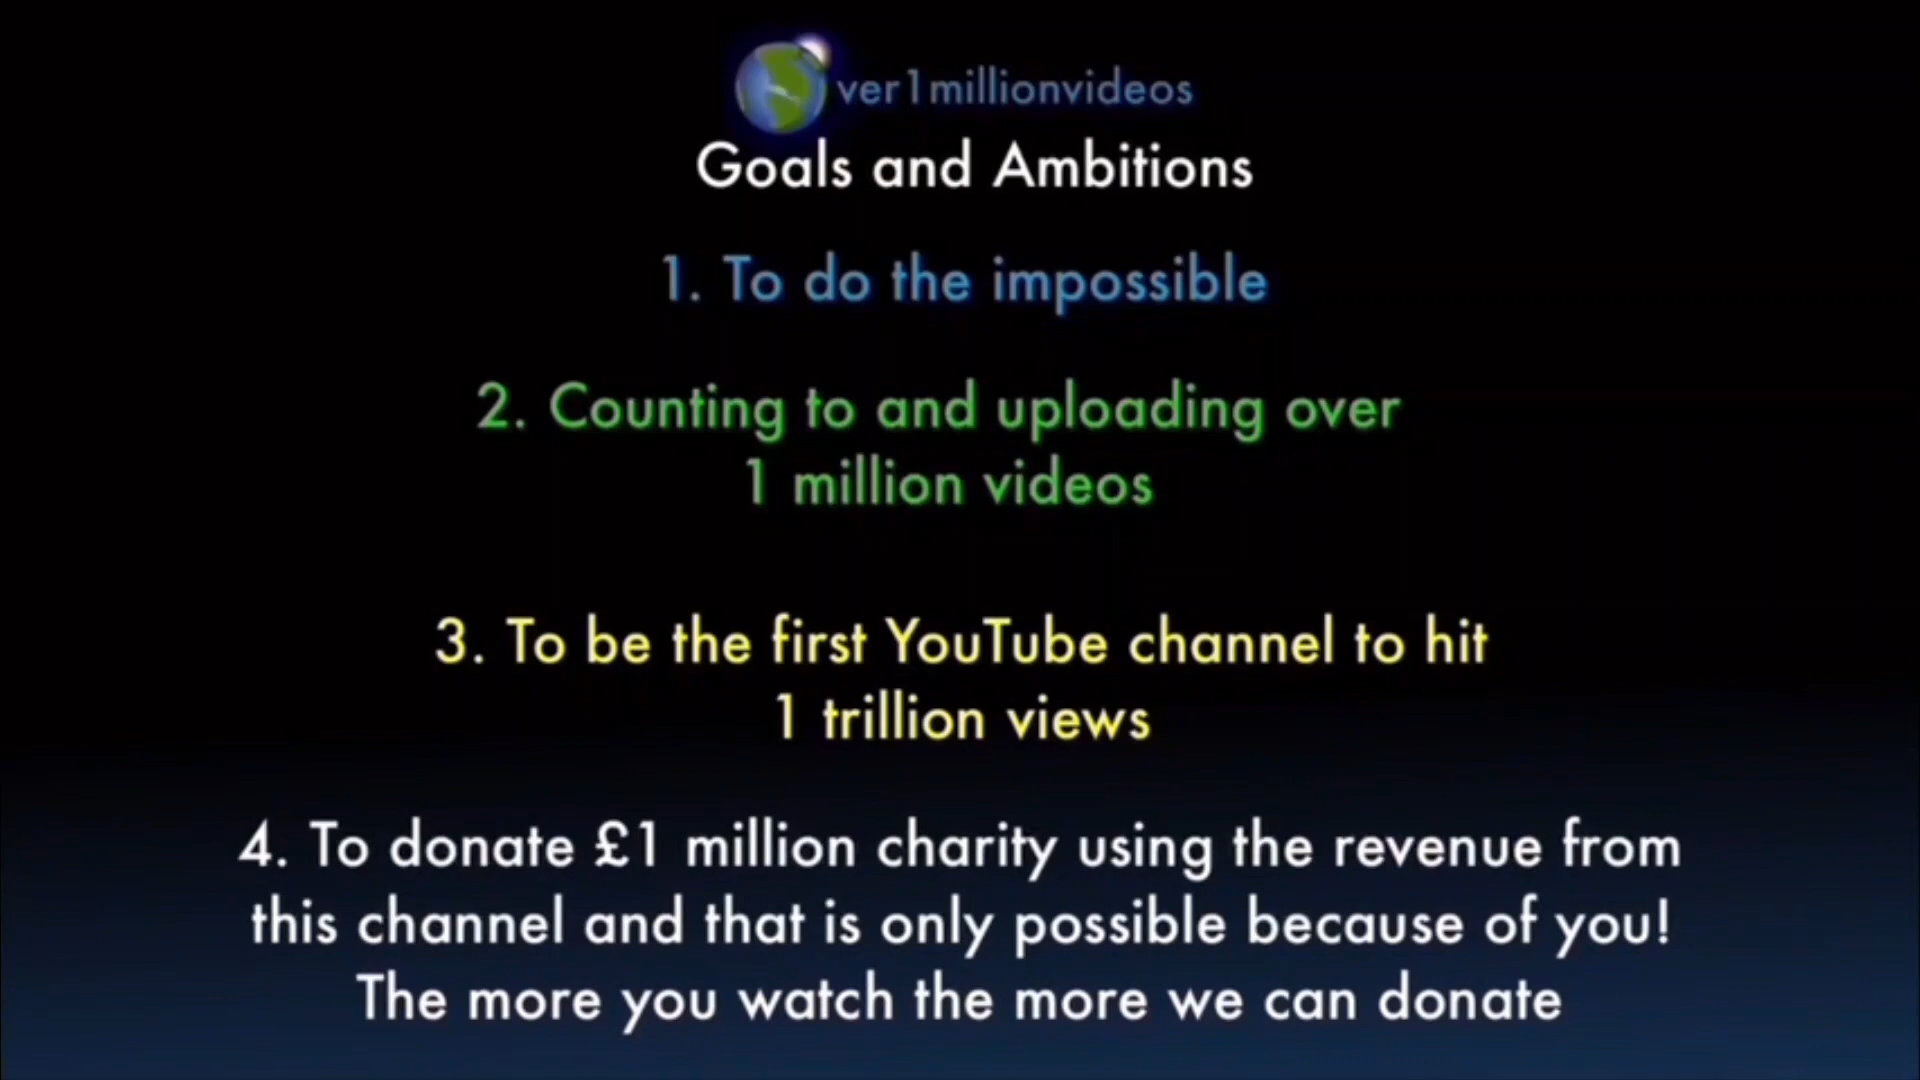 ver1millionvideos
Goals and Ambitions
1. To do the impossible
2. Counting to and uploading over
1 million videos
3. To be the first YouTube channel to hit
1 trillion views
4. To donate £1 million charity using the revenue from
this channel and that is only possible because of you!
The more you watch the more we can donate